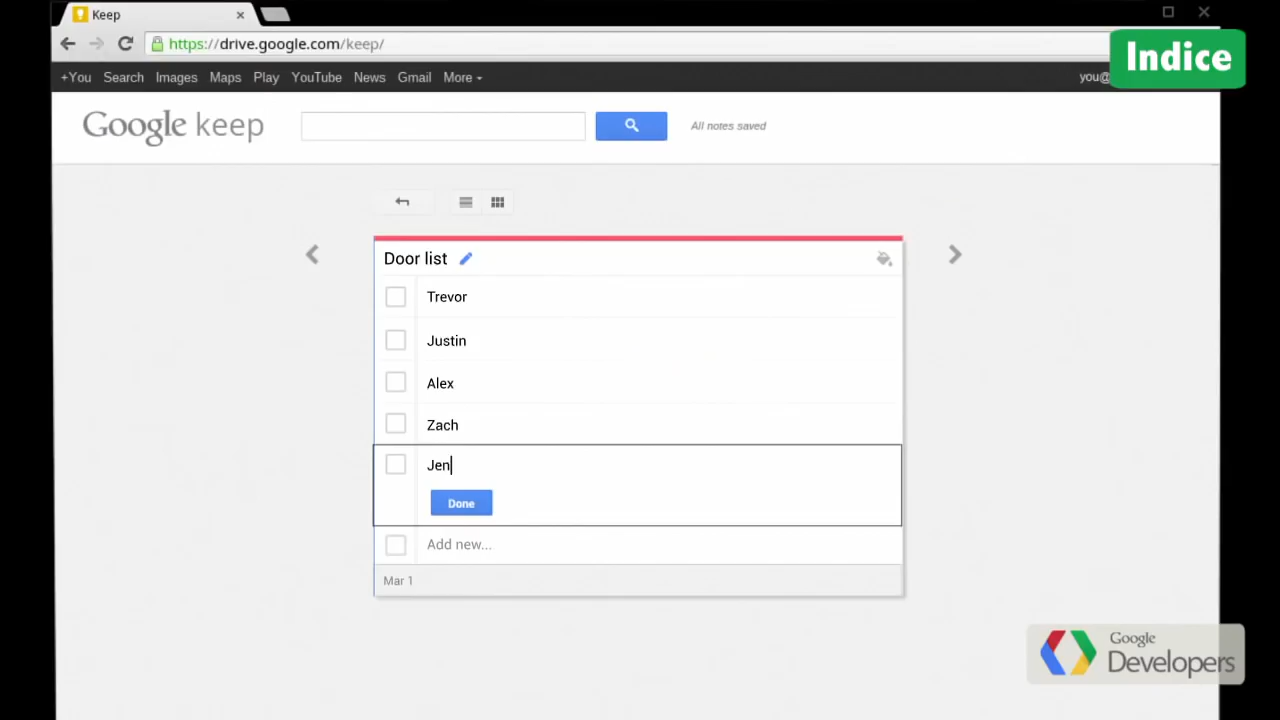 Keep
https://drive.google.com/keep/
Indice
+You Search Images Maps Play YouTube News Gmail More
you@
Google keep
All notes saved
Door list
Trevor
Justin
Alex
Zach
Jen
Done
Add new...
Mar 1
Google
Developers